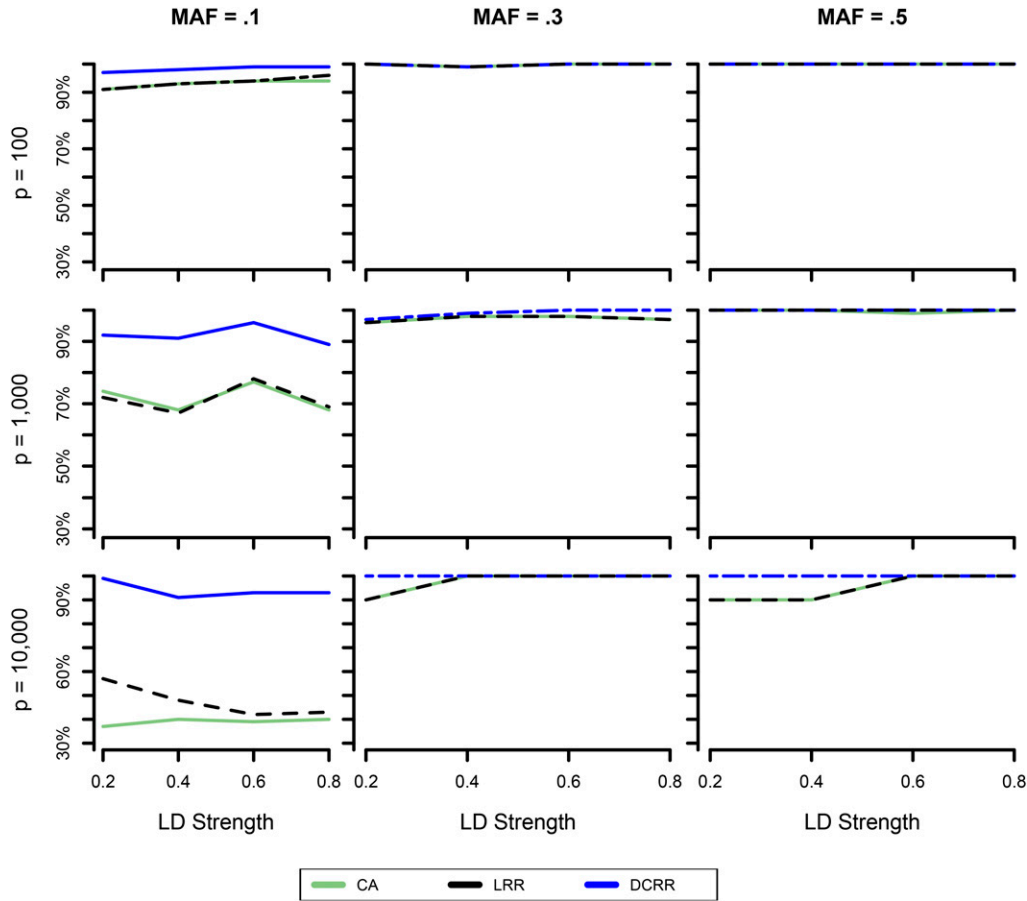 MAF = .1 MAF = .3 MAF = .5
p = 100
90%
70%
50%
30%
p = 1,000
90%
70%
50%
30%
p = 10,000
90%
60%
30%
0.2 0.4 0.6 0.8 0.2 0.4 0.6 0.8 0.2 0.4 0.6 0.8
LD Strength LD Strength LD Strength
CA LRR DCRR